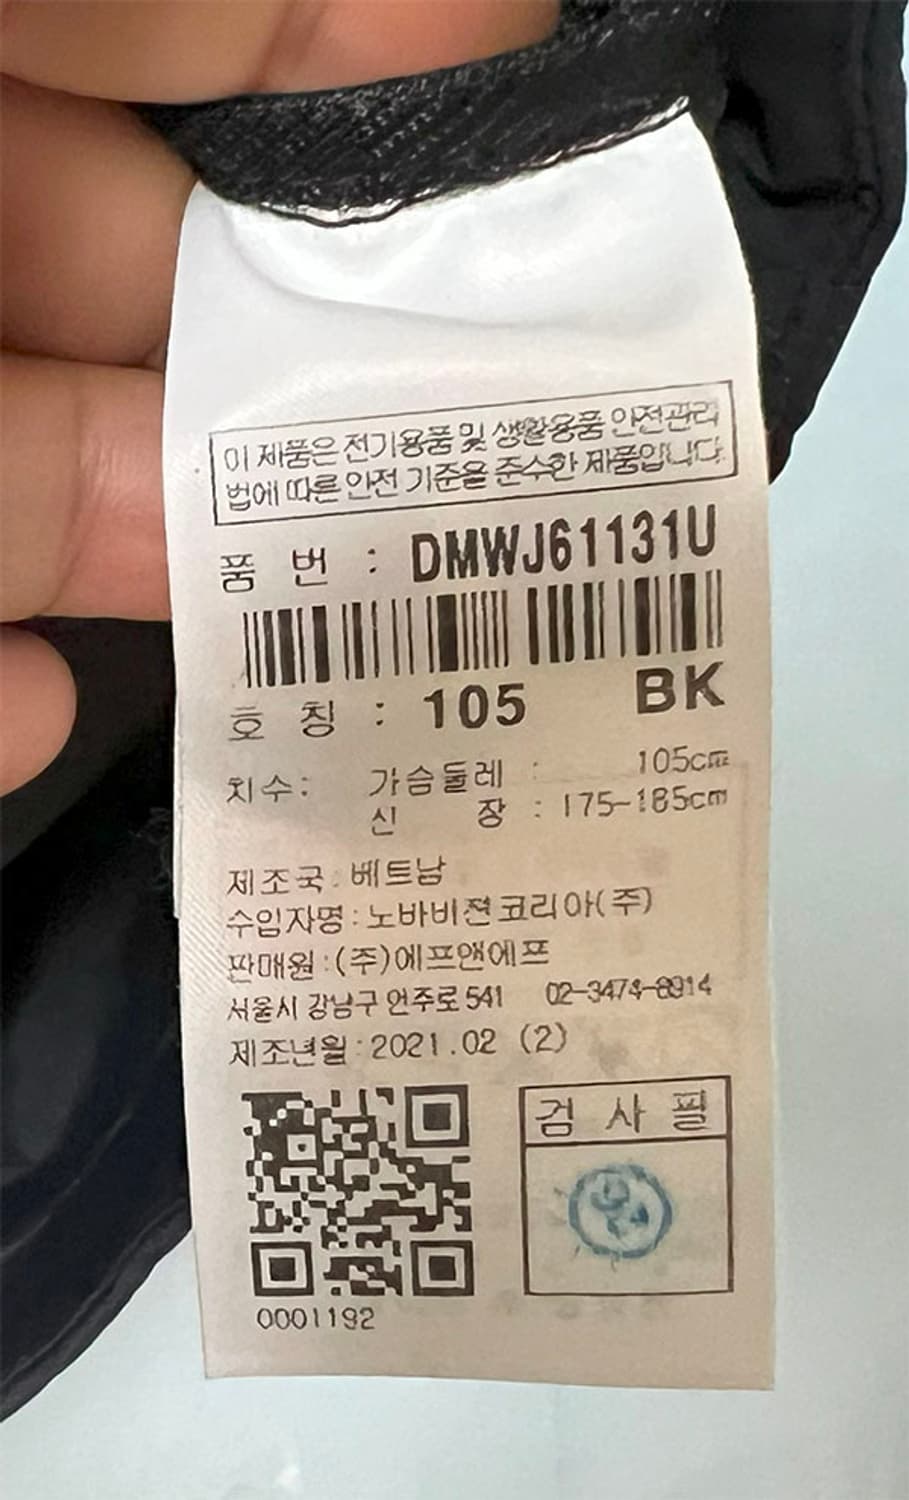 이 제품은 전기용품 및 생활용품 안전관리
법에 따른 안전 기준을 준수한 제품입니다.
품 번 : DMWJ61131U
호 칭 : 105 BK
치수: 가슴둘레 : 105cm
신 장 : 175-185cm
제조국 : 베트남
수입자명 : 노바비젼코리아(주)
판매원 : (주)에프앤에프
서울시 강남구 언주로 541 02-3474-8914
제조년월 : 2021.02 (2)
검 사 필
0001192